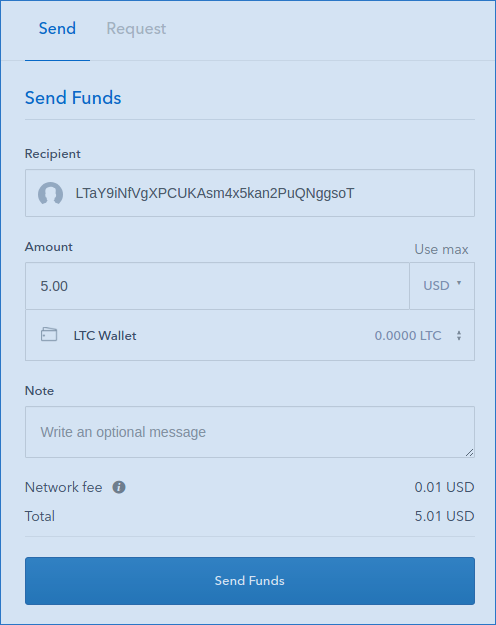 Send Request
Send Funds
Recipient
LTaY9iNfVgXPCUKAsm4x5kan2PuQNggsoT
Amount Use max
5.00 USD
LTC Wallet 0.0000 LTC
Note
Write an optional message
Network fee i 0.01 USD
Total 5.01 USD
Send Funds